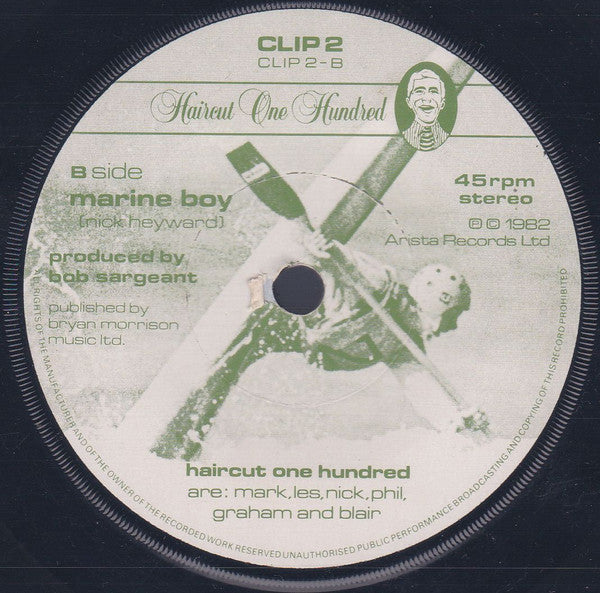 CLIP 2
CLIP 2-B
Haircut One Hundred
B side
marine boy
(nick heyward)
produced by
bob sargeant
published by
bryan morrison
music ltd.
45 rpm
stereo
℗ © 1982
Arista Records Ltd
haircut one hundred
are: mark, les, nick, phil,
graham and blair
ALL RIGHTS OF THE MANUFACTURER AND OF THE OWNER OF THE RECORDED WORK RESERVED UNAUTHORISED PUBLIC PERFORMANCE BROADCASTING AND COPYING OF THIS RECORD PROHIBITED